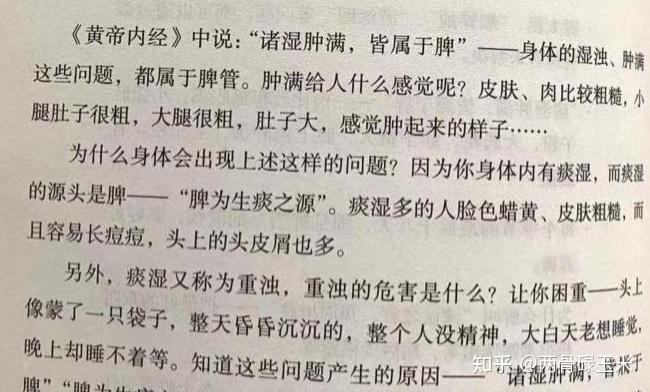 《黄帝内经》中说：“诸湿肿满，皆属于脾”——身体的湿浊、肿满
这些问题，都属于脾管。肿满给人什么感觉呢？皮肤、肉比较粗糙，小
腿肚子很粗，大腿很粗，肚子大，感觉肿起来的样子……
为什么身体会出现上述这样的问题？因为你身体内有痰湿，而痰湿
的源头是脾——“脾为生痰之源”。痰湿多的人脸色蜡黄、皮肤粗糙，而
且容易长痘痘，头上的头皮屑也多。
另外，痰湿又称为重浊，重浊的危害是什么？让你困重——头上
像蒙了一只袋子，整天昏昏沉沉的，整个人没精神，大白天老想睡觉，
晚上却睡不着等。知道这些问题产生的原因——“诸湿肿满，皆属于
脾”“脾为生痰
知乎 @两骨碌玉米